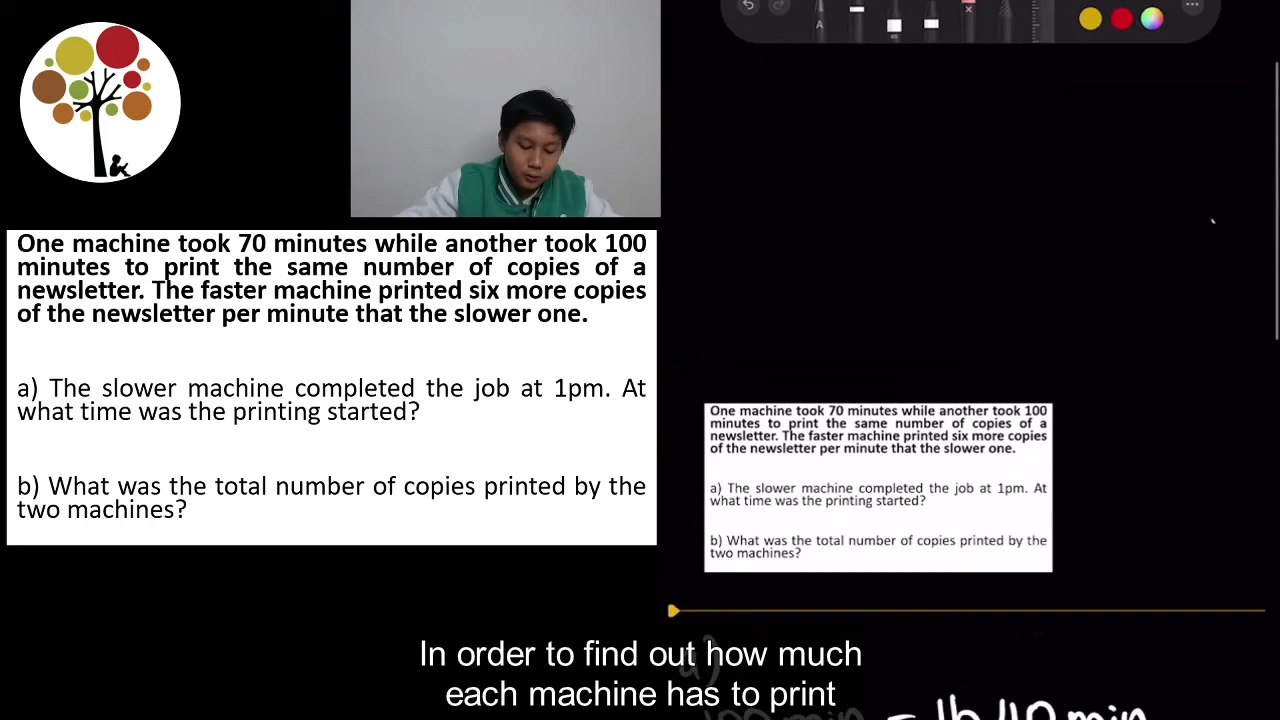 One machine took 70 minutes while another took 100
minutes to print the same number of copies of a
newsletter. The faster machine printed six more copies
of the newsletter per minute that the slower one.
a) The slower machine completed the job at 1pm. At
what time was the printing started?
b) What was the total number of copies printed by the
two machines?
One machine took 70 minutes while another took 100
minutes to print the same number of copies of a
newsletter. The faster machine printed six more copies
of the newsletter per minute that the slower one.
a) The slower machine completed the job at 1pm. At
what time was the printing started?
b) What was the total number of copies printed by the
two machines?
a)
100 min = 1h 40 min
In order to find out how much
each machine has to print